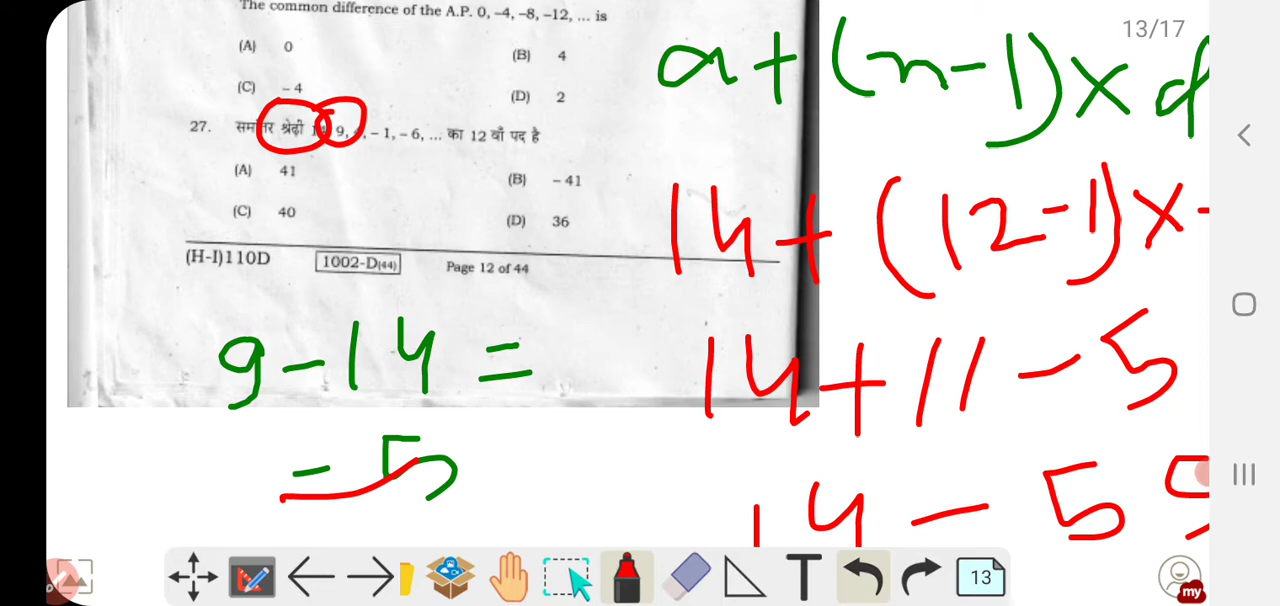 The common difference of the A.P. 0, –4, –8, –12, ... is
(A) 0
(B) 4
(C) – 4
(D) 2
27. समांतर श्रेढ़ी 9, – 1, – 6, ... का 12 वाँ पद है
(A) 41
(B) – 41
(C) 40
(D) 36
(H-I)110D 1002-D(44) Page 12 of 44
9 – 14 =
– 5
13/17
a + (n – 1) × d
14 + (12 – 1) × -
14 + 11 – 5
14 – 55
T
13
my